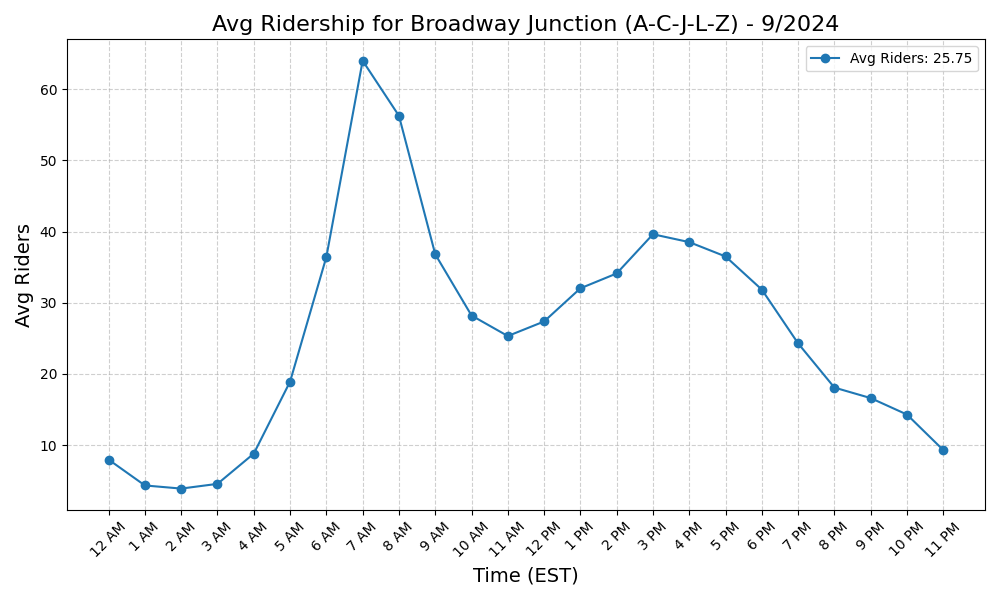 Avg Ridership for Broadway Junction (A-C-J-L-Z) - 9/2024
Avg Riders: 25.75
Avg Riders
60
50
40
30
20
10
12 AM
1 AM
2 AM
3 AM
4 AM
5 AM
6 AM
7 AM
8 AM
9 AM
10 AM
11 AM
12 PM
1 PM
2 PM
3 PM
4 PM
5 PM
6 PM
7 PM
8 PM
9 PM
10 PM
11 PM
Time (EST)